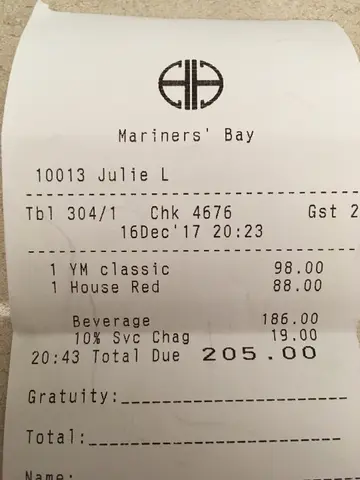 Mariners' Bay
10013 Julie L
Tbl 304/1 Chk 4676 Gst 2
16Dec'17 20:23
1 YM classic 98.00
1 House Red 88.00
Beverage 186.00
10% Svc Chag 19.00
20:43 Total Due 205.00
Gratuity:
Total:
Name: